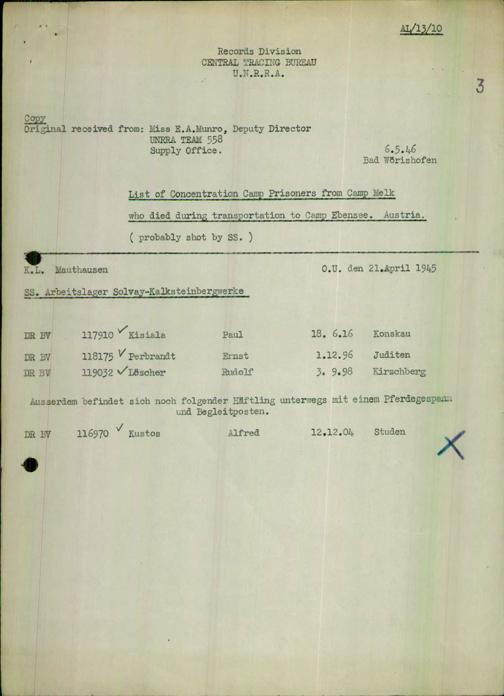 AL/13/10
Records Division
CENTRAL TRACING BUREAU
U.N.R.R.A.
3
Copy
Original received from: Miss E.A.Munro, Deputy Director
UNRRA TEAM 558
Supply Office.
6.5.46
Bad Wörishofen
List of Concentration Camp Prisoners from Camp Melk
who died during transportation to Camp Ebensee. Austria.
( probably shot by SS. )
K.L. Mauthausen O.U. den 21.April 1945
SS. Arbeitslager Solvay-Kalksteinbergwerke
DR BV 117910 ✓ Kisiala Paul 18. 6.16 Konskau
DR BV 118175 ✓ Perbrandt Ernst 1.12.96 Juditen
DR BV 119032 ✓ Löscher Rudolf 3. 9.98 Kirschberg
Ausserdem befindet sich noch folgender Häftling unterwegs mit einem Pferdegespann
und Begleitposten.
DR BV 116970 ✓ Kustos Alfred 12.12.04 Studen